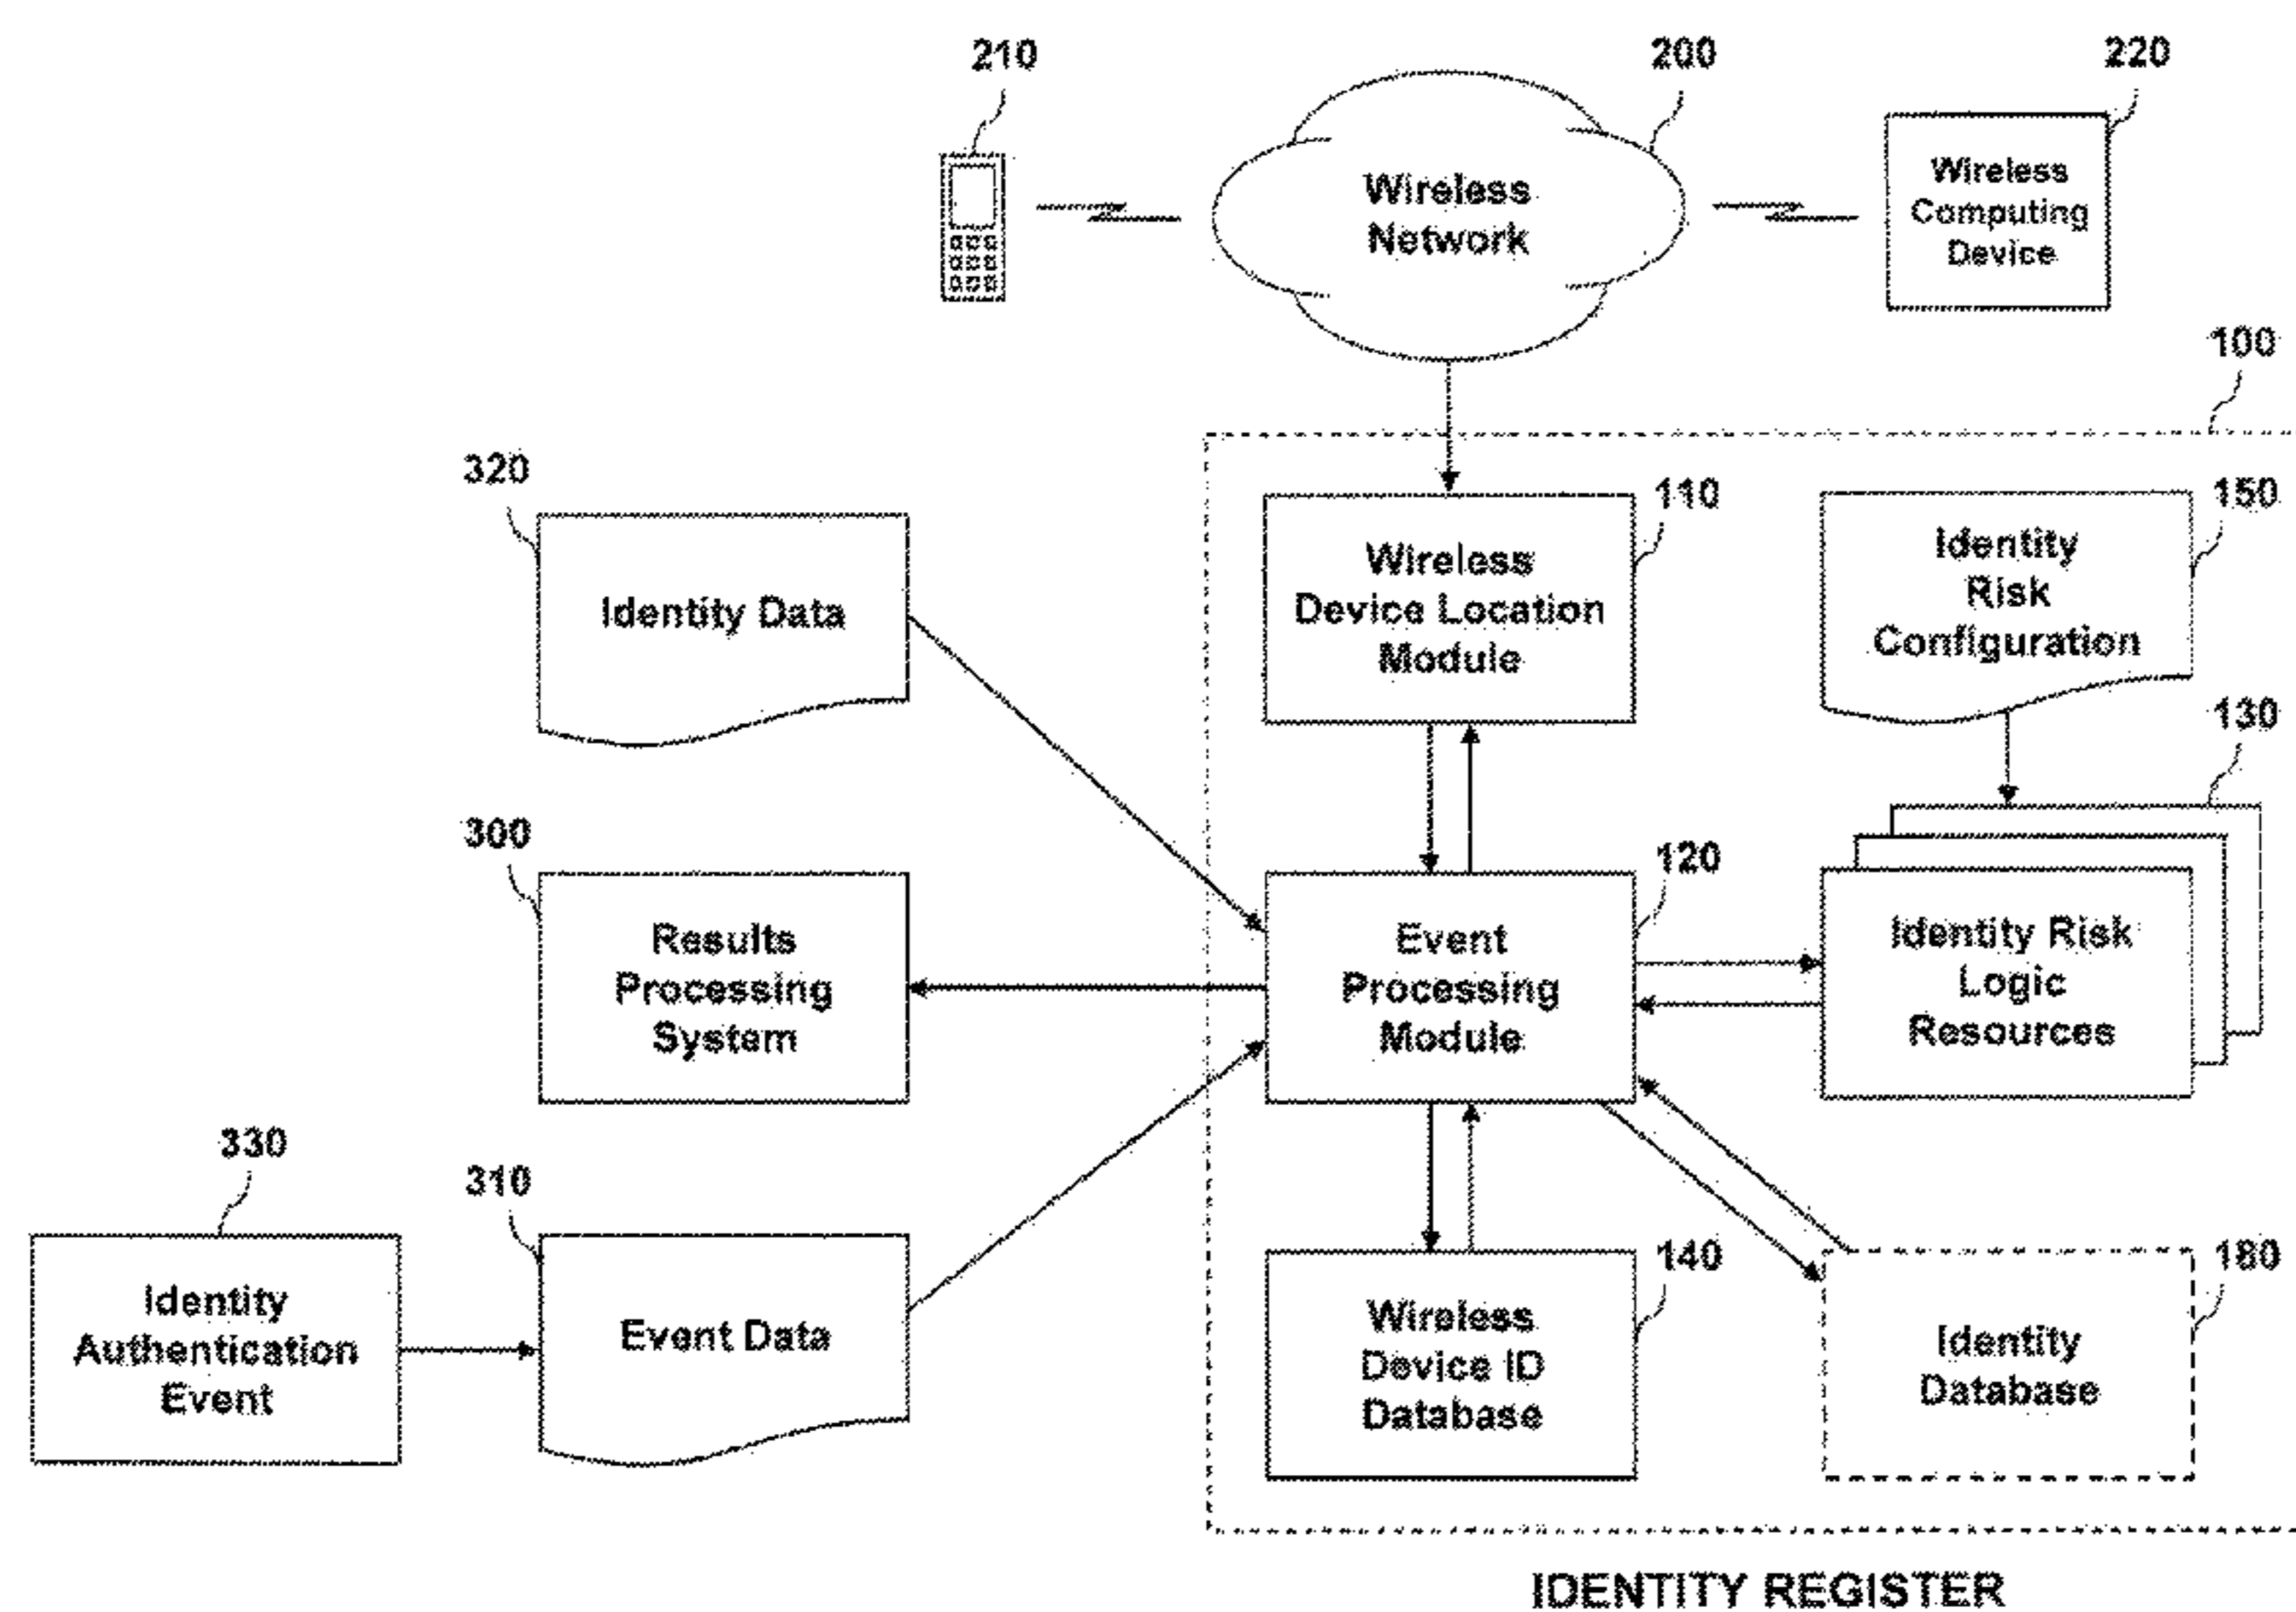 210
200
220
Wireless
Network
Wireless
Computing
Device
100
320
110
150
Identity Data
Wireless
Device Location
Module
Identity
Risk
Configuration
130
300
120
Results
Processing
System
Event
Processing
Module
Identity Risk
Logic
Resources
330
310
140
180
Identity
Authentication
Event
Event Data
Wireless
Device ID
Database
Identity
Database
IDENTITY REGISTER